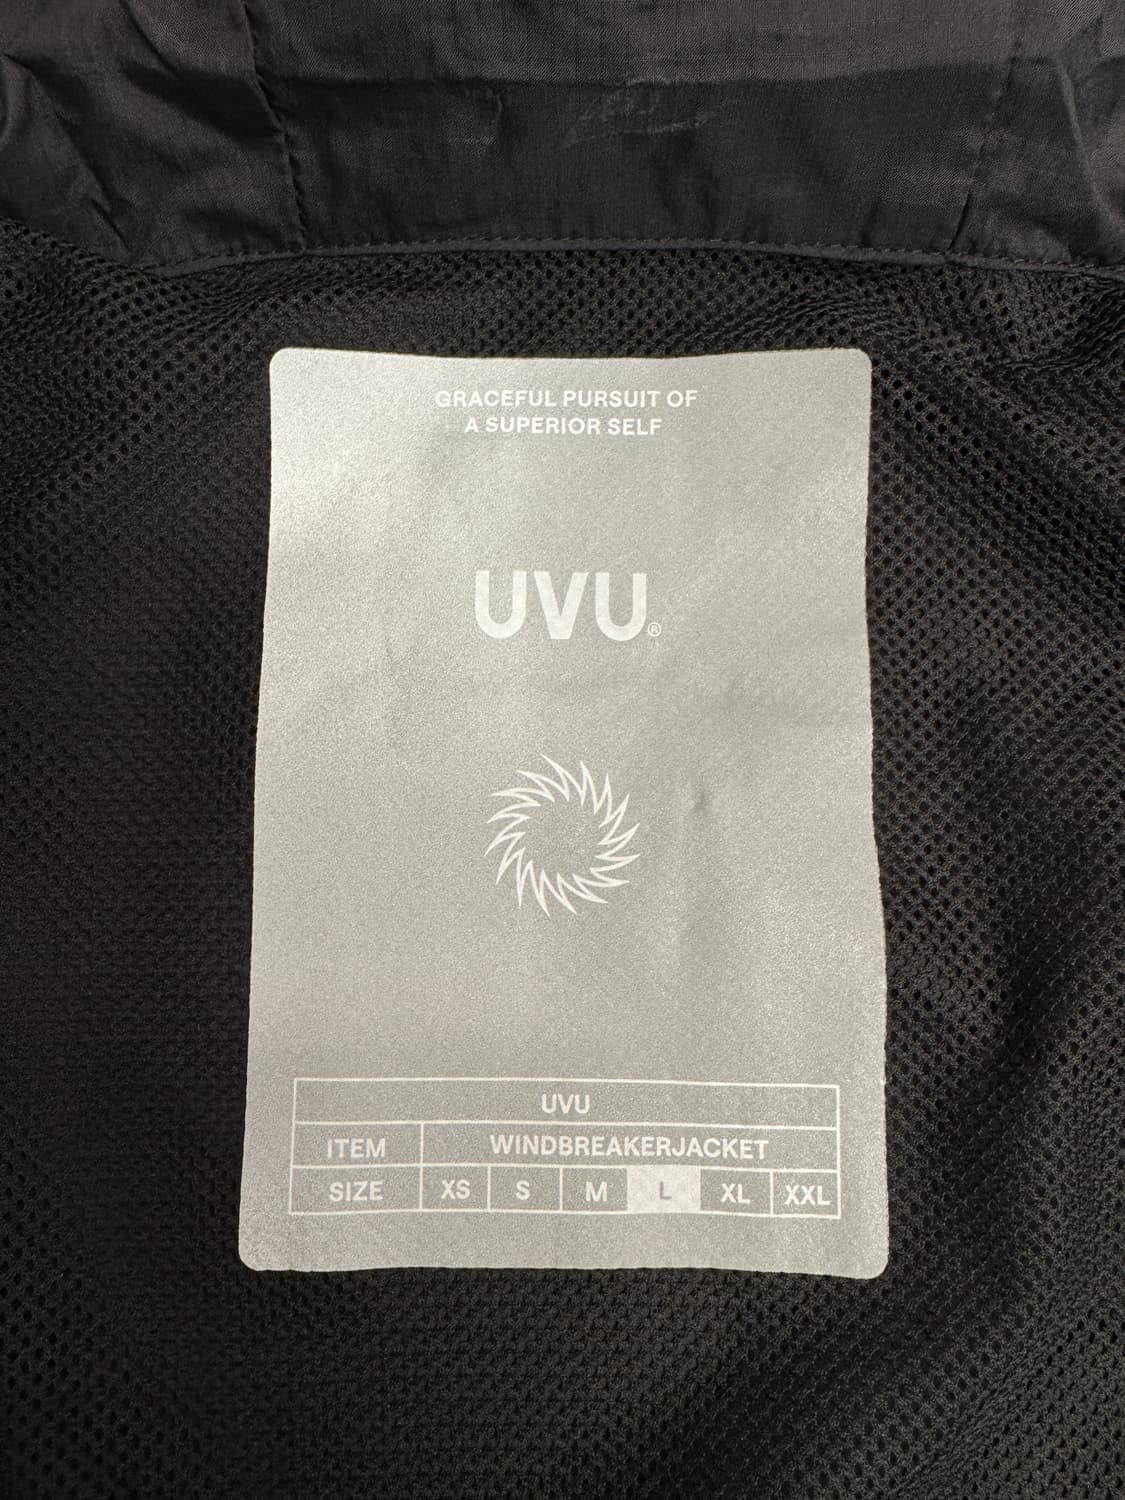 GRACEFUL PURSUIT OF
A SUPERIOR SELF
UVU®
UVU
ITEM WINDBREAKERJACKET
SIZE XS S M L XL XXL